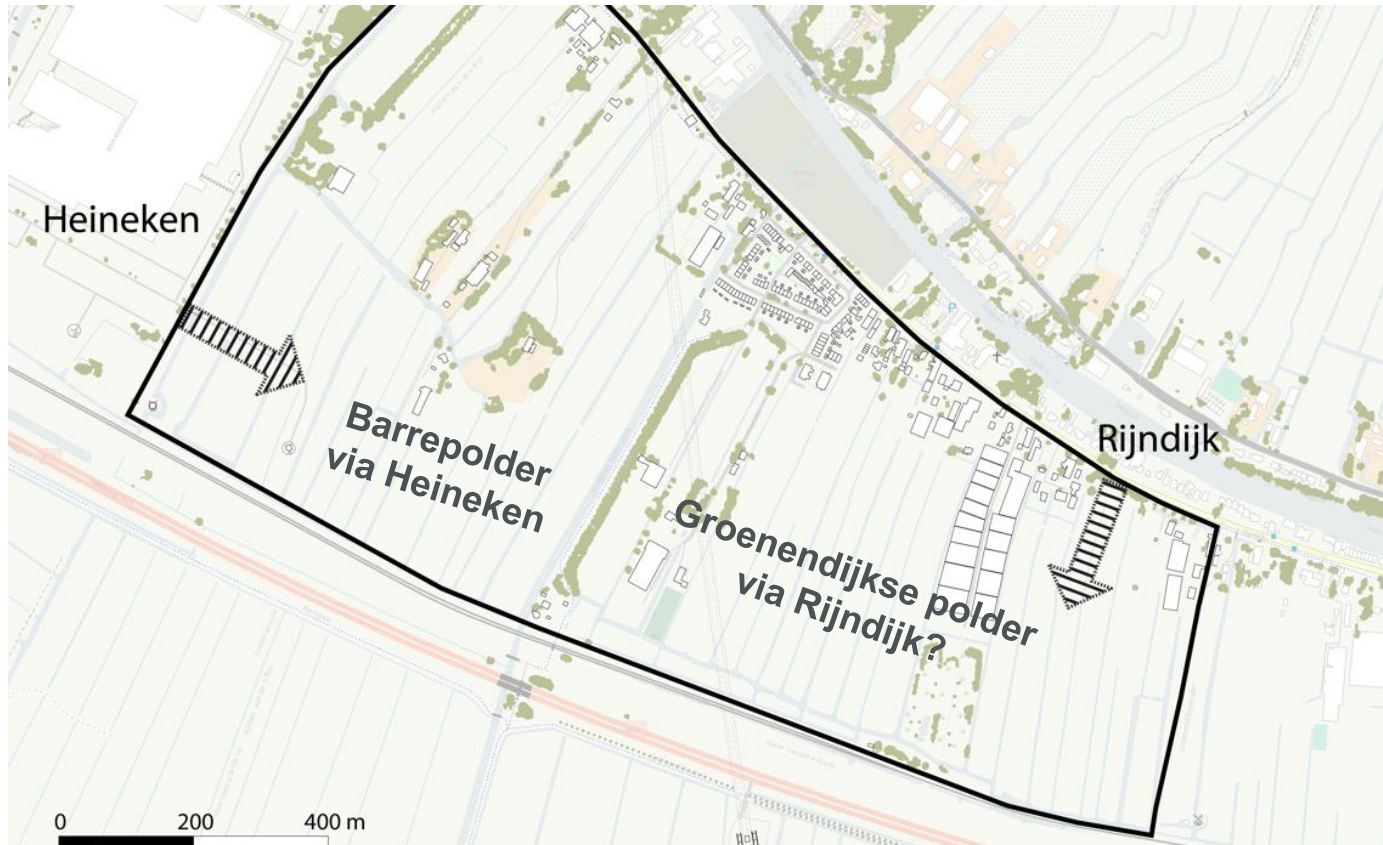 Heineken
Barrepolder
via Heineken
Rijndijk
Groenendijkse polder
via Rijndijk?
P
0 200 400 m